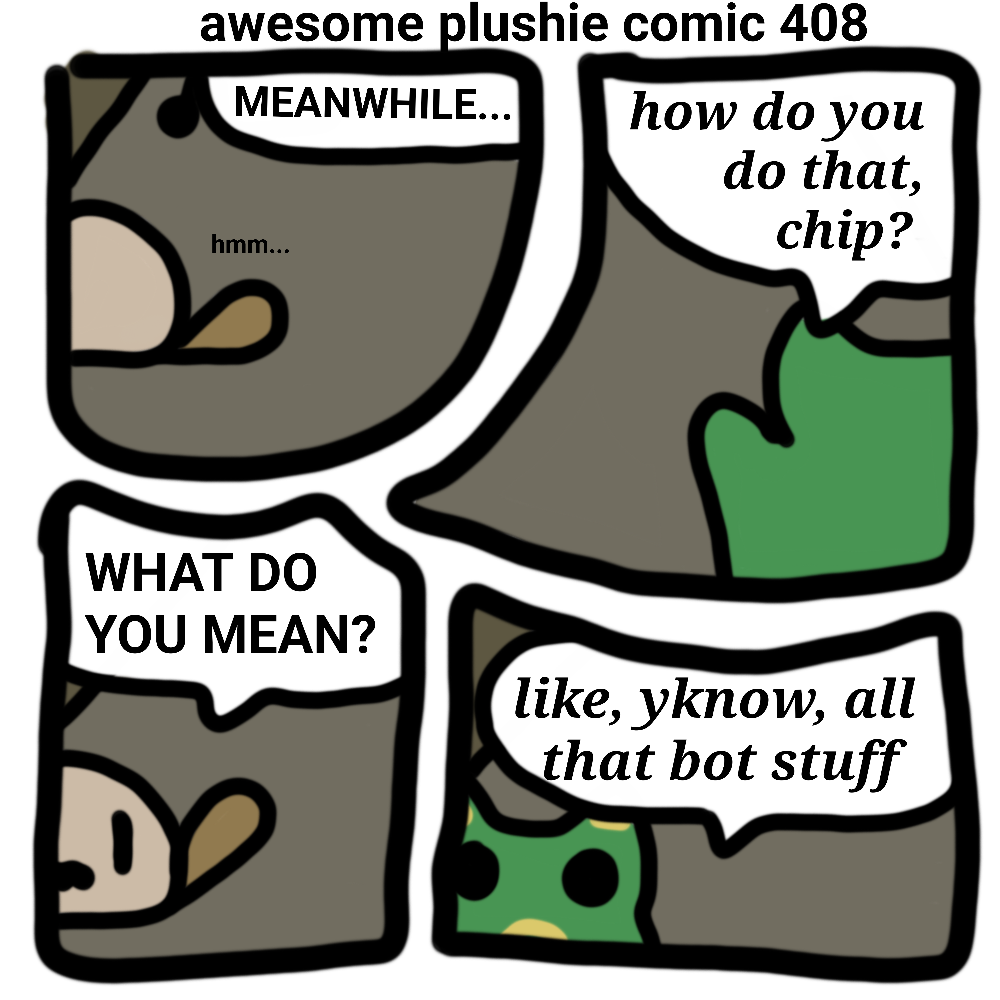 awesome plushie comic 408
MEANWHILE...
hmm...
how do you
do that,
chip?
WHAT DO
YOU MEAN?
like, yknow, all
that bot stuff